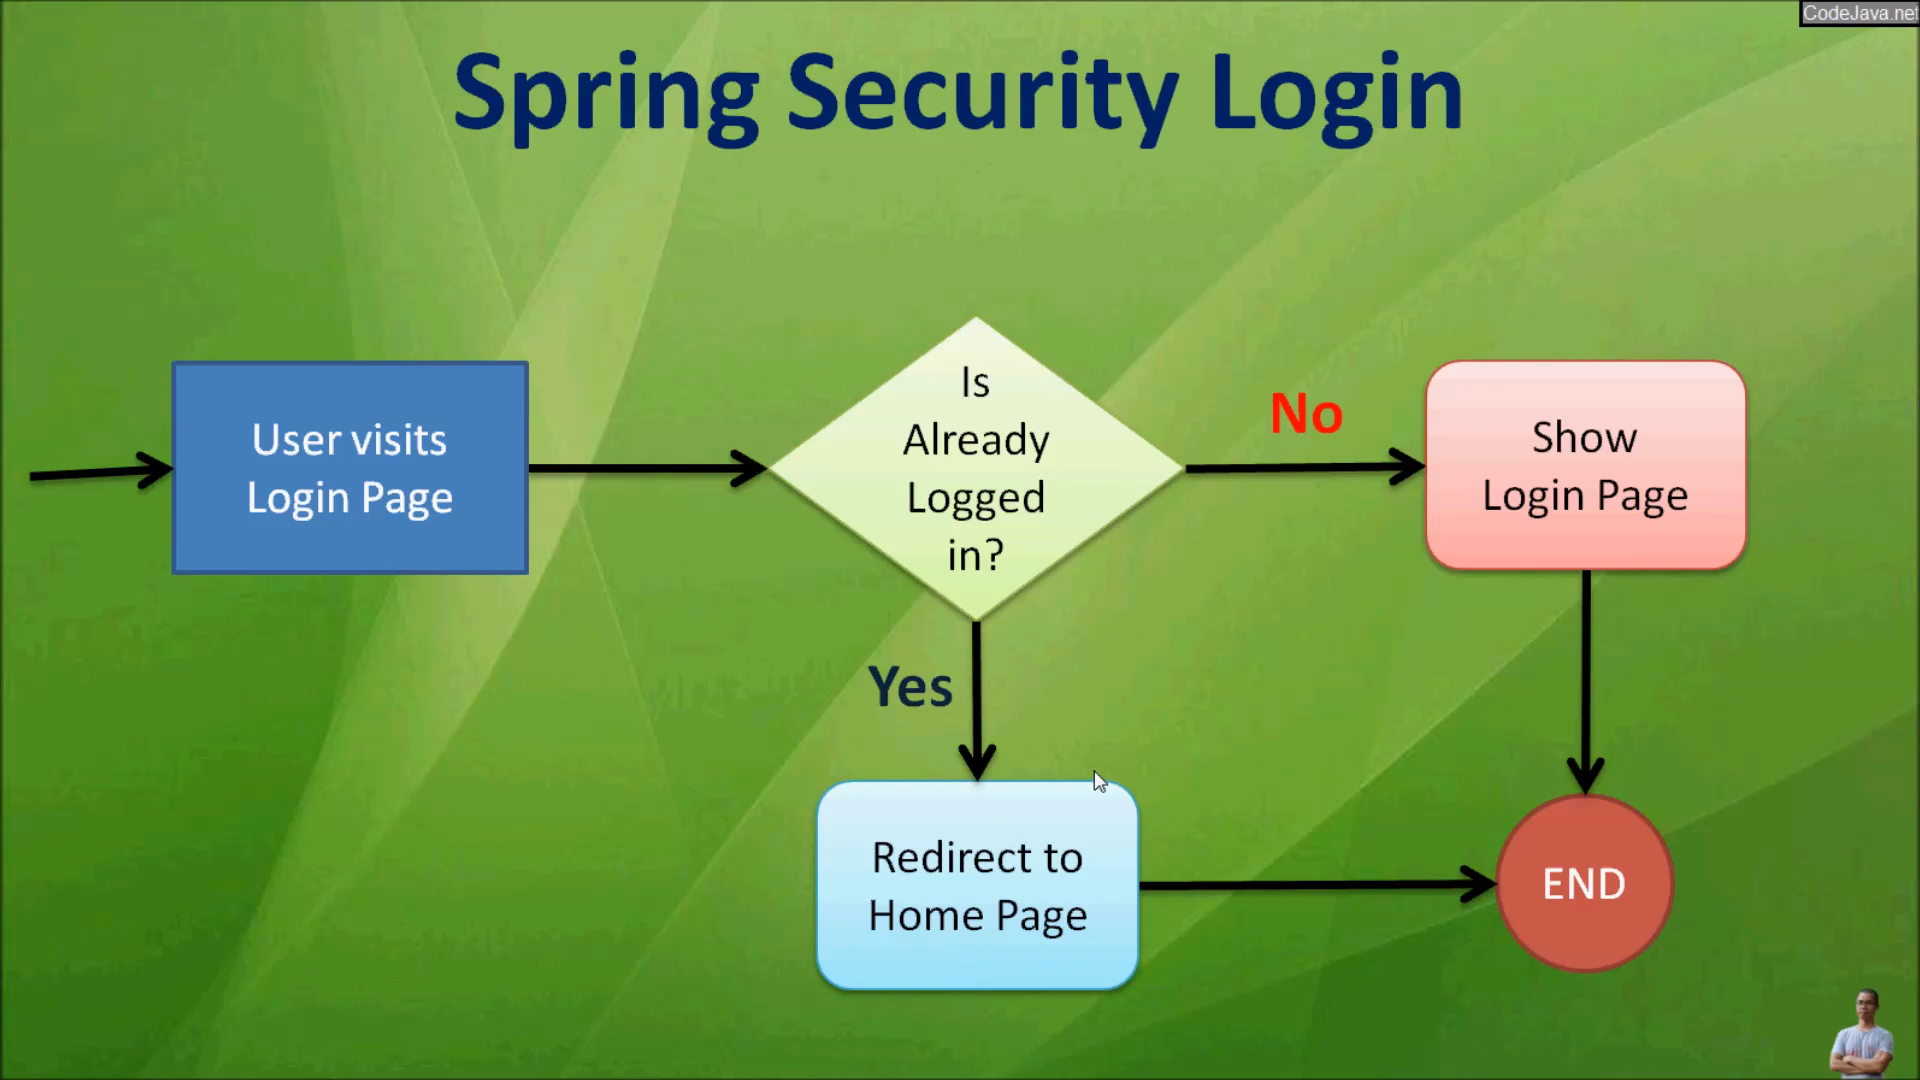 CodeJava.net
Spring Security Login
User visits
Login Page
Is
Already
Logged
in?
No
Show
Login Page
Yes
Redirect to
Home Page
END